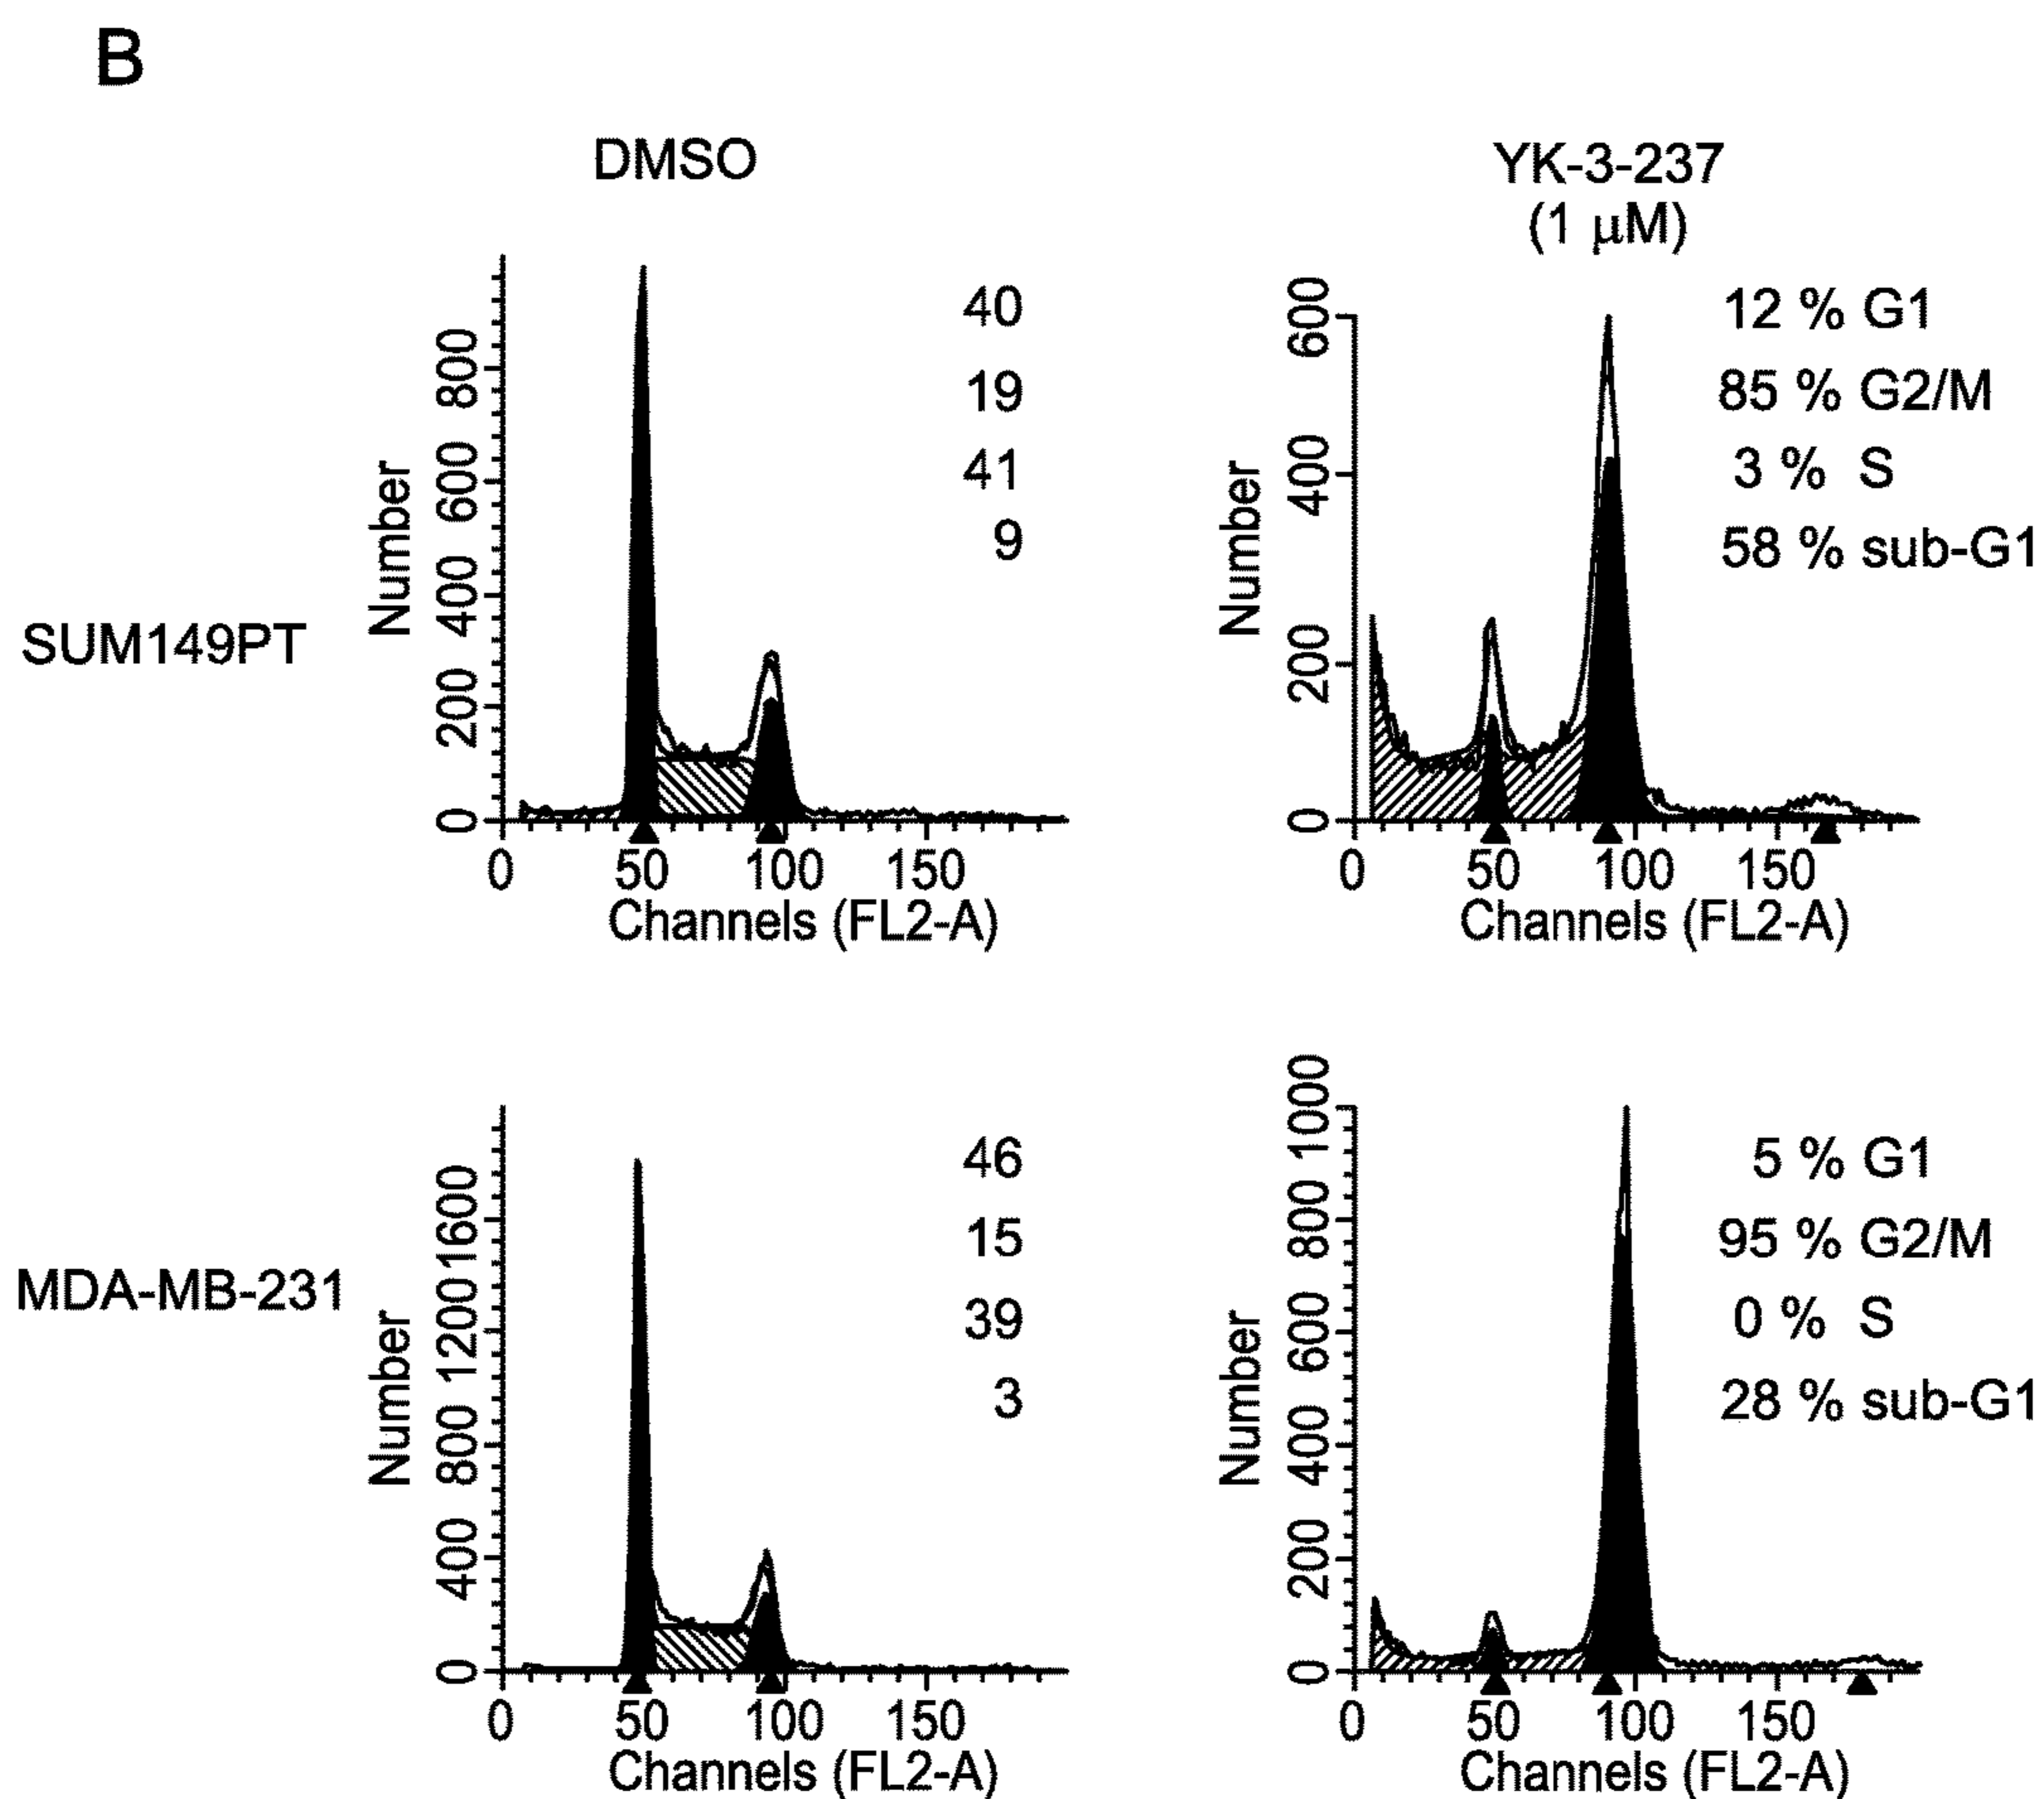 B
DMSO
YK-3-237
(1 μM)
SUM149PT
Number
0 200 400 600 800
40
19
41
9
0 50 100 150
Channels (FL2-A)
Number
0 200 400 600
12 % G1
85 % G2/M
3 % S
58 % sub-G1
0 50 100 150
Channels (FL2-A)
MDA-MB-231
Number
0 400 800 1200 1600
46
15
39
3
0 50 100 150
Channels (FL2-A)
Number
0 200 400 600 800 1000
5 % G1
95 % G2/M
0 % S
28 % sub-G1
0 50 100 150
Channels (FL2-A)